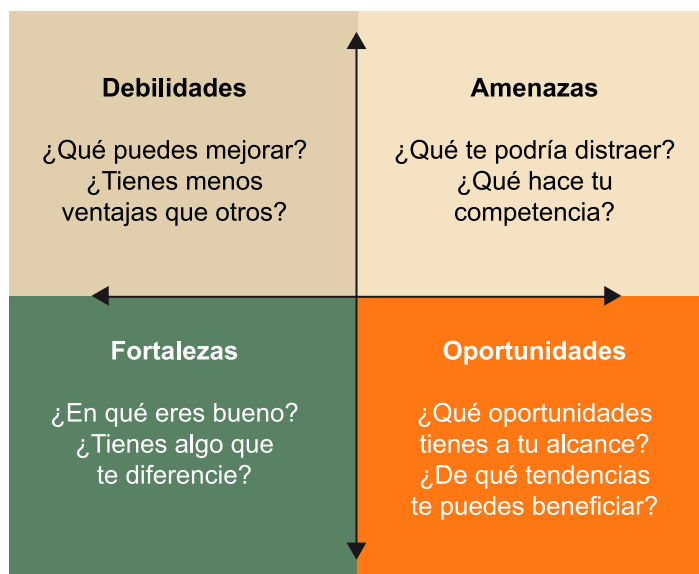 Debilidades
¿Qué puedes mejorar?
¿Tienes menos
ventajas que otros?
Amenazas
¿Qué te podría distraer?
¿Qué hace tu
competencia?
Fortalezas
¿En qué eres bueno?
¿Tienes algo que
te diferencie?
Oportunidades
¿Qué oportunidades
tienes a tu alcance?
¿De qué tendencias
te puedes beneficiar?